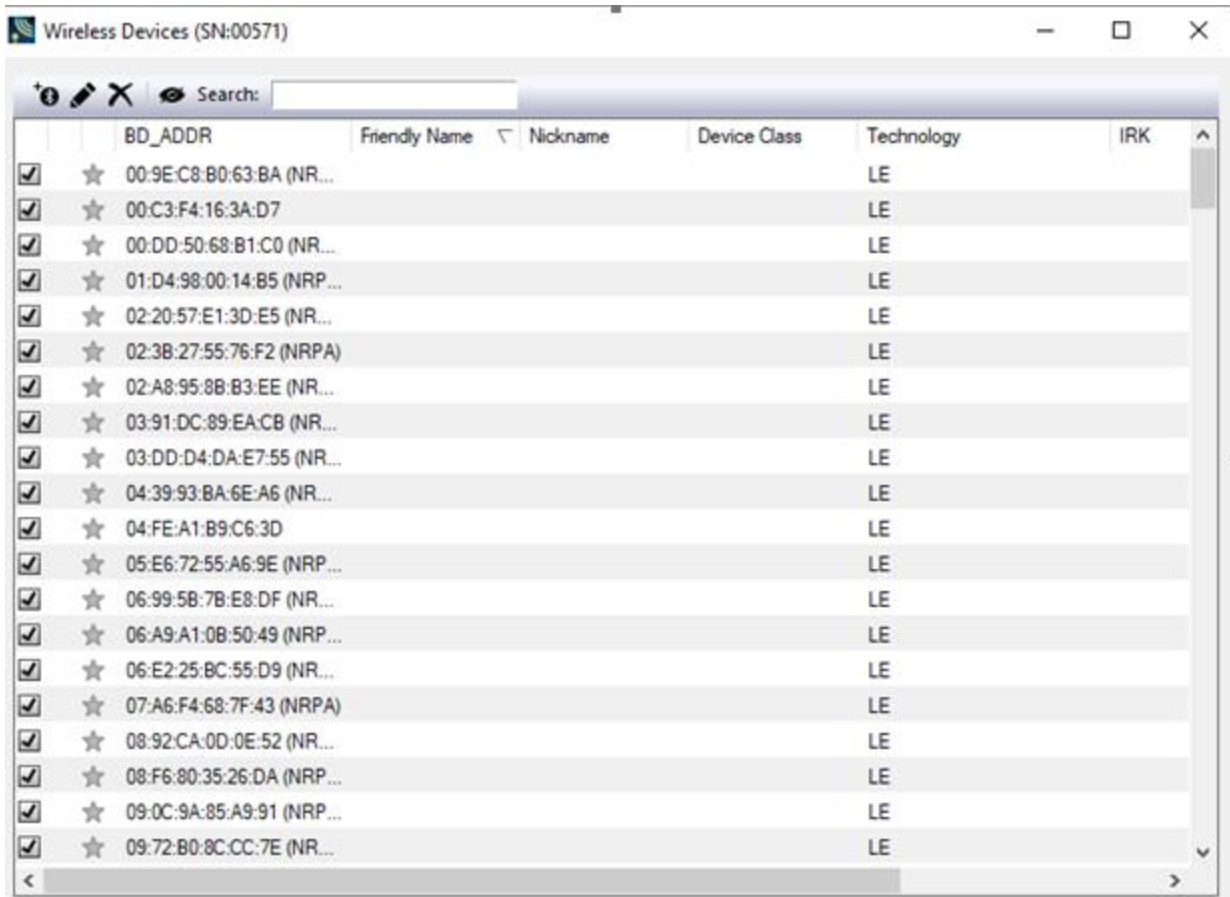 Wireless Devices (SN:00571)
Search:
BD_ADDR Friendly Name Nickname Device Class Technology IRK
00:9E:C8:B0:63:BA (NR... LE
00:C3:F4:16:3A:D7 LE
00:DD:50:68:B1:C0 (NR... LE
01:D4:98:00:14:B5 (NRP... LE
02:20:57:E1:3D:E5 (NR... LE
02:3B:27:55:76:F2 (NRPA) LE
02:A8:95:8B:B3:EE (NR... LE
03:91:DC:89:EA:CB (NR... LE
03:DD:D4:DA:E7:55 (NR... LE
04:39:93:BA:6E:A6 (NR... LE
04:FE:A1:B9:C6:3D LE
05:E6:72:55:A6:9E (NRP... LE
06:99:5B:7B:E8:DF (NR... LE
06:A9:A1:0B:50:49 (NRP... LE
06:E2:25:BC:55:D9 (NR... LE
07:A6:F4:68:7F:43 (NRPA) LE
08:92:CA:0D:0E:52 (NR... LE
08:F6:80:35:26:DA (NRP... LE
09:0C:9A:85:A9:91 (NRP... LE
09:72:B0:8C:CC:7E (NR... LE